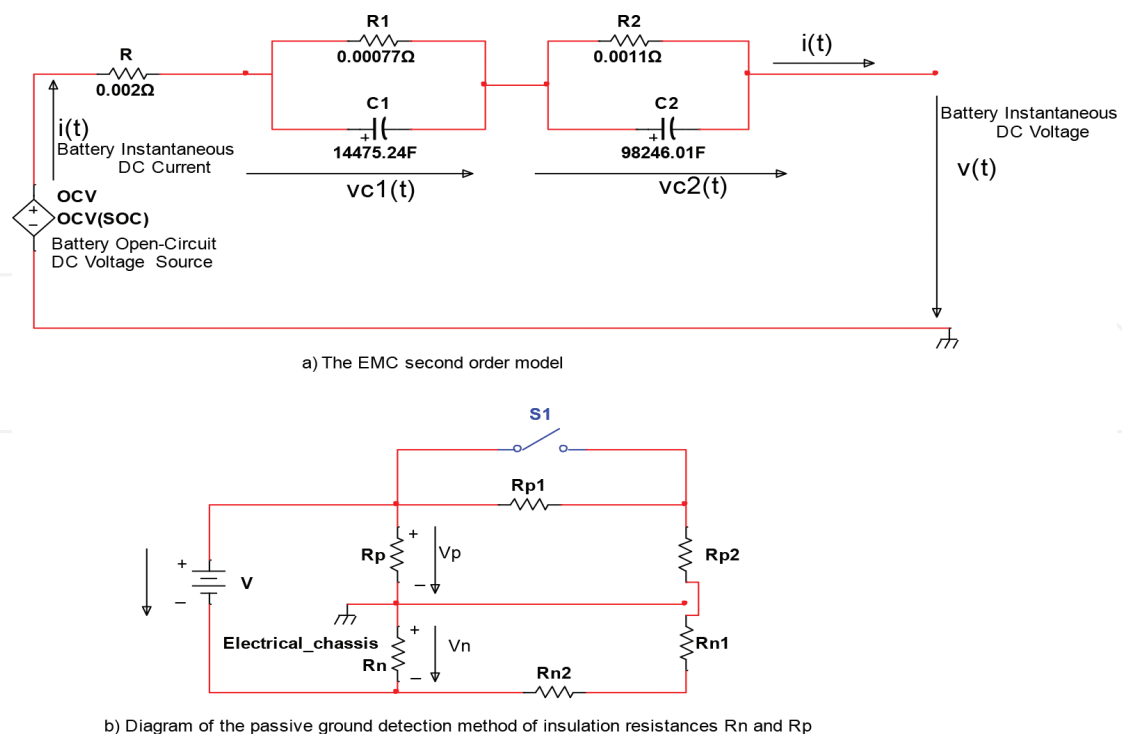 R
0.002Ω
R1
0.00077Ω
C1
+
14475.24F
R2
0.0011Ω
C2
+
98246.01F
i(t)
i(t)
Battery Instantaneous
DC Current
vc1(t)
vc2(t)
Battery Instantaneous
DC Voltage
v(t)
OCV
+
OCV(SOC)
−
Battery Open-Circuit
DC Voltage Source
a) The EMC second order model
S1
Rp1
+
Rp
Vp
−
Rp2
+
V
−
Electrical_chassis
+
Rn
Vn
−
Rn1
Rn2
b) Diagram of the passive ground detection method of insulation resistances Rn and Rp